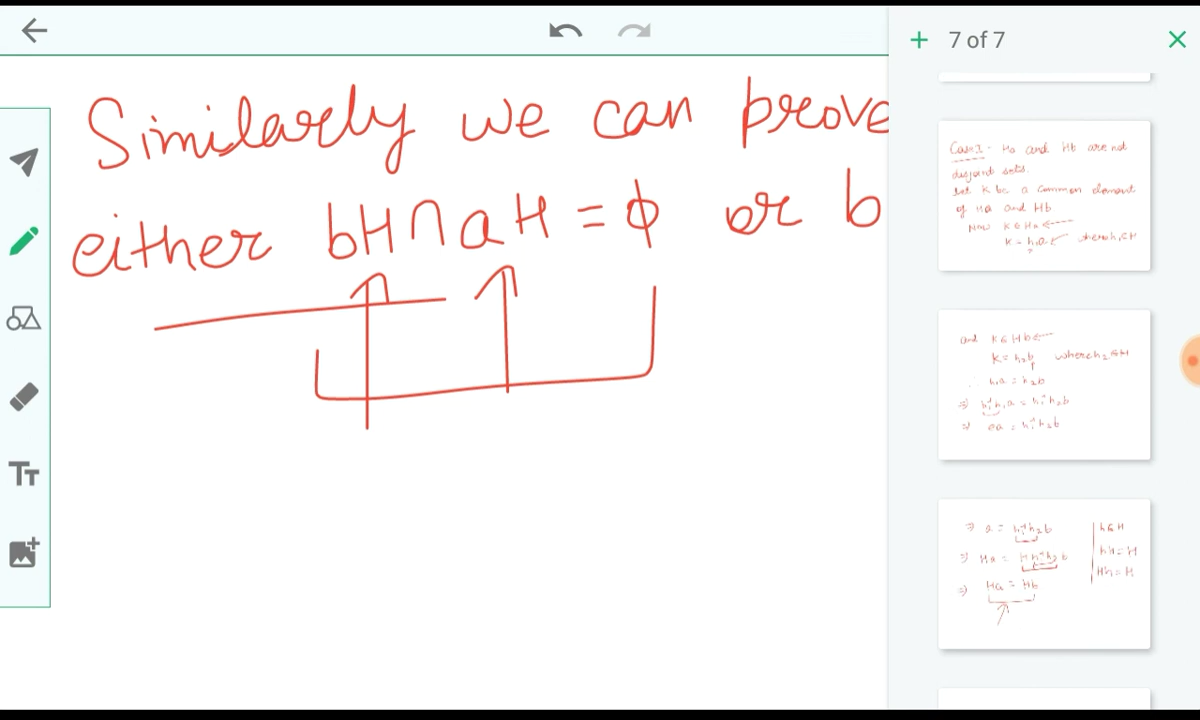 Similarly we can prove
either bH∩aH = ϕ or b
7 of 7
Case I - Ha and Hb are not
disjoint sets.
Let K be a common element
of Ha and Hb
Now K ∈ Ha
K = h₁a where h₁ ∈ H
and K ∈ Hb
K = h₂b where h₂ ∈ H
h₁a = h₂b
⇒ h₁⁻¹h₁a = h₁⁻¹h₂b
⇒ ea = h₁⁻¹h₂b
⇒ a = h₁⁻¹h₂b
⇒ Ha = Hh₁⁻¹h₂b
⇒ Ha = Hb
h ∈ H
hH = H
Hh = H
TT